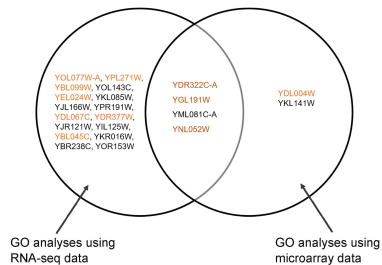 YOL077W-A, YPL271W,
YBL099W, YOL143C,
YEL024W, YKL085W,
YJL166W, YPR191W,
YDL067C, YDR377W,
YJR121W, YIL125W,
YBL045C, YKR016W,
YBR238C, YOR153W
YDR322C-A
YGL191W
YML081C-A
YNL052W
YDL004W
YKL141W
GO analyses using
RNA-seq data
GO analyses using
microarray data